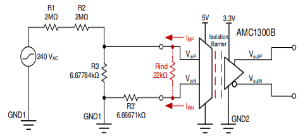 R1 R2
2MΩ 2MΩ
5V 3.3V
AMC1300B
IBP
Isolation
Barrier
240 VAC
R3
6.67784kΩ
Rind
22kΩ
VinP
VinN
VoutP
VoutN
R3'
6.68671kΩ
IBN
GND1 GND1 GND2